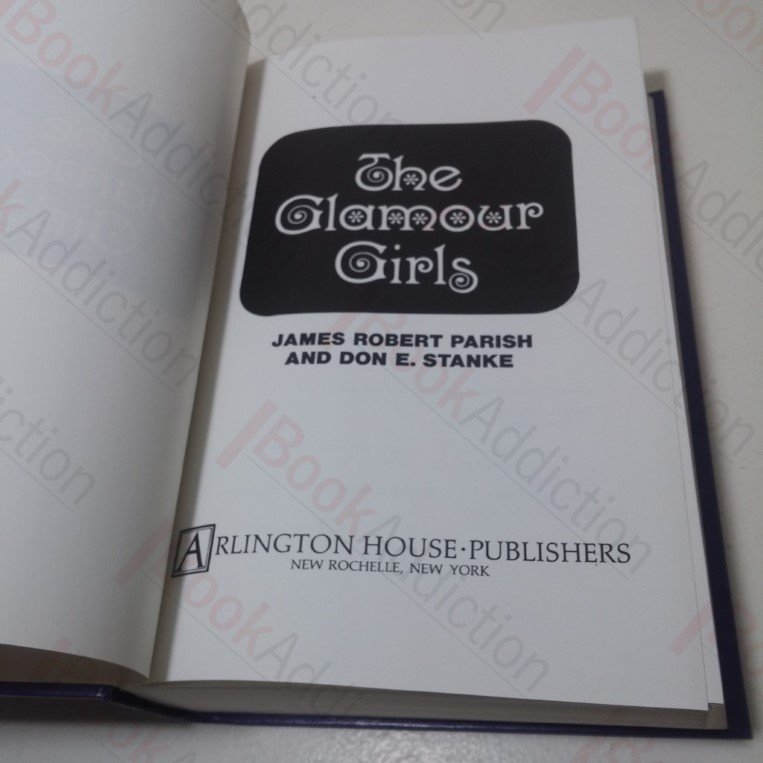 The
Glamour
Girls
JAMES ROBERT PARISH
AND DON E. STANKE
ARLINGTON HOUSE·PUBLISHERS
NEW ROCHELLE, NEW YORK
BookAddiction
BookAddiction
BookAddiction
BookAddiction
BookAddiction
BookAddiction